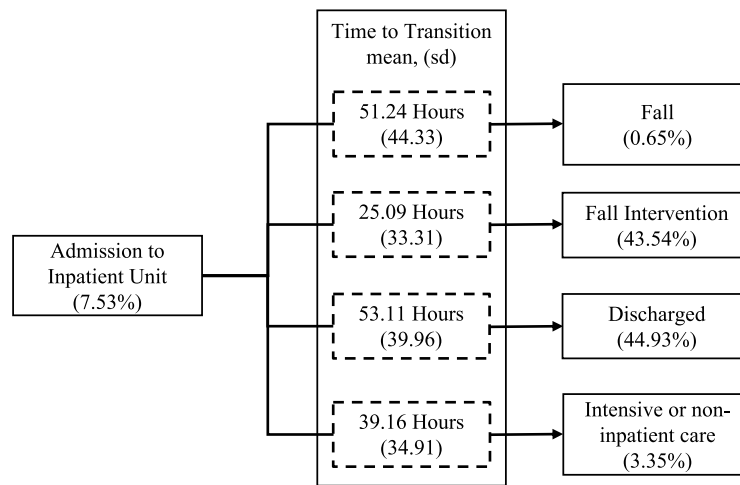 Time to Transition
mean, (sd)
Admission to
Inpatient Unit
(7.53%)
51.24 Hours
(44.33)
Fall
(0.65%)
25.09 Hours
(33.31)
Fall Intervention
(43.54%)
53.11 Hours
(39.96)
Discharged
(44.93%)
39.16 Hours
(34.91)
Intensive or non-
inpatient care
(3.35%)